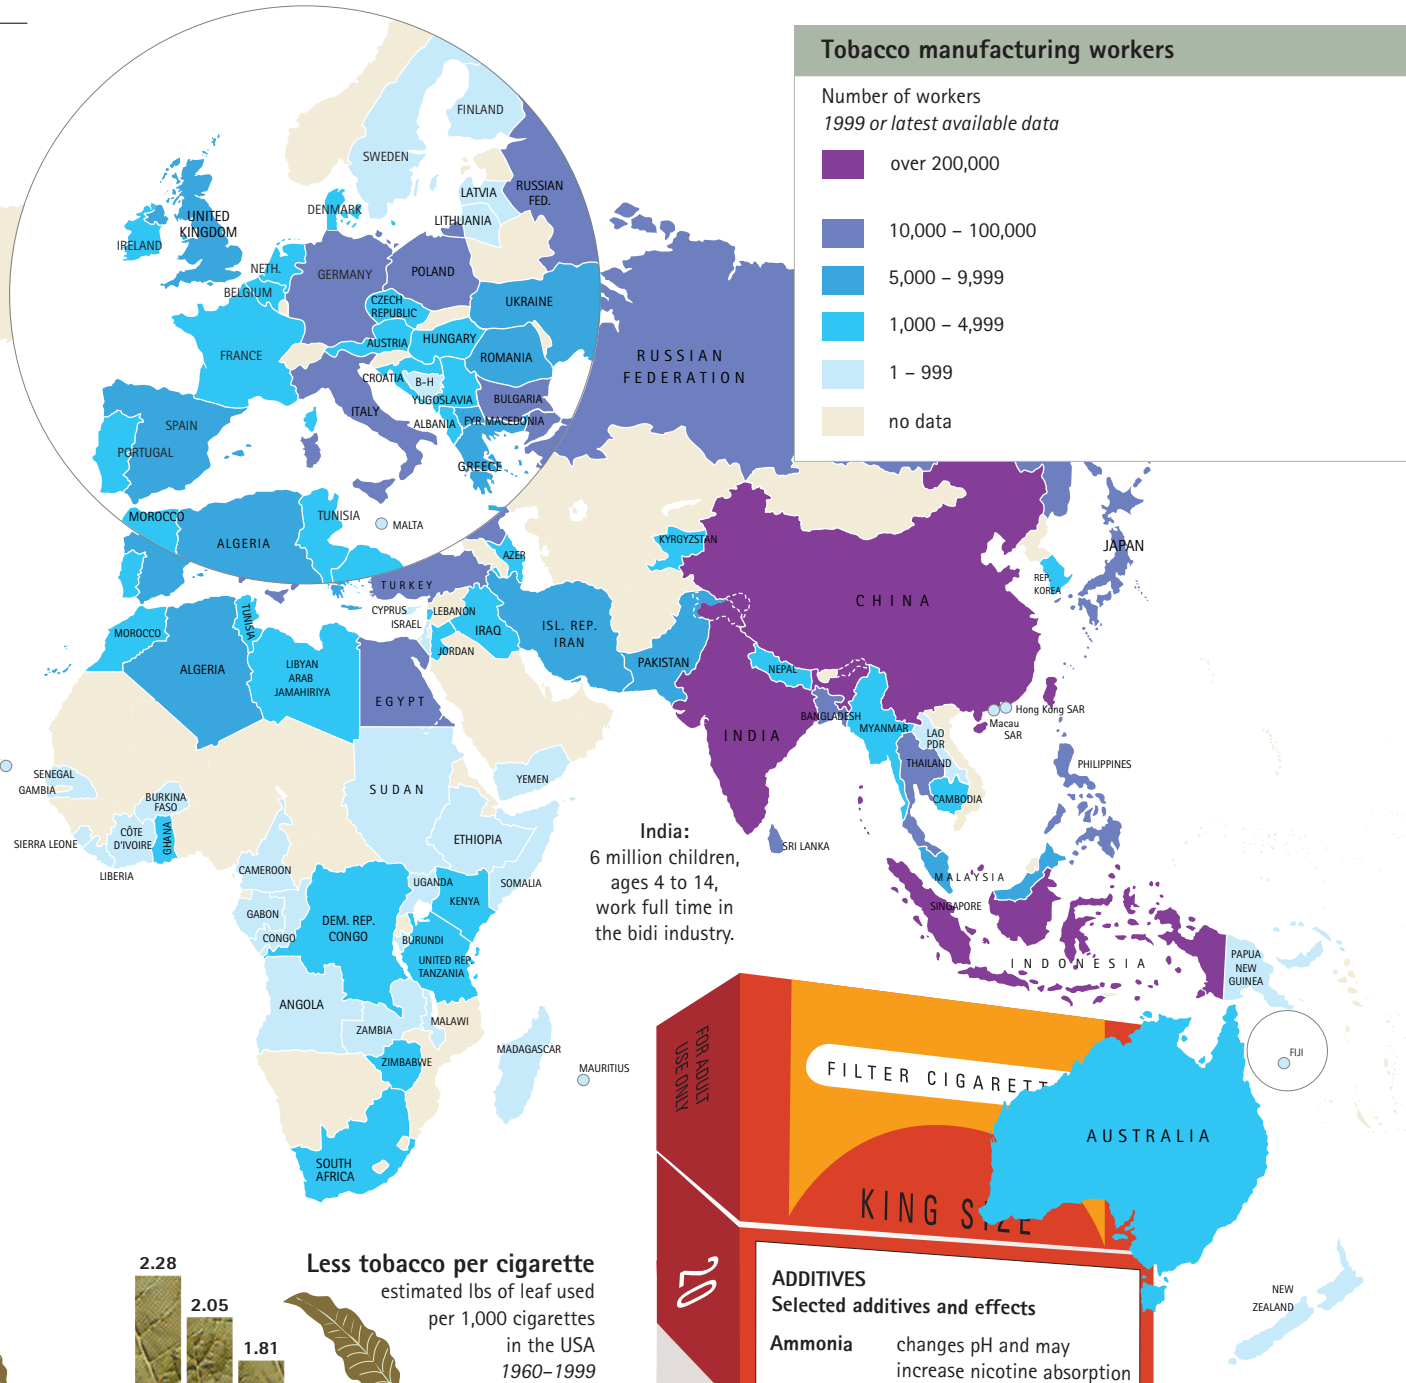 Tobacco manufacturing workers
Number of workers
1999 or latest available data
over 200,000
10,000 – 100,000
5,000 – 9,999
1,000 – 4,999
1 – 999
no data
FINLAND
SWEDEN
RUSSIAN
FED.
LATVIA
LITHUANIA
DENMARK
UNITED
KINGDOM
IRELAND
NETH.
BELGIUM
GERMANY
POLAND
CZECH
REPUBLIC
UKRAINE
FRANCE
AUSTRIA
HUNGARY
ROMANIA
CROATIA
B-H
YUGOSLAVIA
BULGARIA
ITALY
ALBANIA
FYR MACEDONIA
SPAIN
PORTUGAL
GREECE
MOROCCO
ALGERIA
TUNISIA
MALTA
RUSSIAN
FEDERATION
KYRGYZSTAN
AZER
TURKEY
CYPRUS
LEBANON
ISRAEL
IRAQ
JORDAN
ISL. REP.
IRAN
PAKISTAN
CHINA
REP.
KOREA
JAPAN
MOROCCO
ALGERIA
TUNISIA
LIBYAN
ARAB
JAMAHIRIYA
EGYPT
NEPAL
BANGLADESH
INDIA
MYANMAR
LAO
PDR
THAILAND
CAMBODIA
Hong Kong SAR
Macau
SAR
PHILIPPINES
SRI LANKA
MALAYSIA
SINGAPORE
INDONESIA
PAPUA
NEW
GUINEA
SENEGAL
GAMBIA
BURKINA
FASO
SIERRA LEONE
CÔTE
D'IVOIRE
GHANA
LIBERIA
SUDAN
YEMEN
ETHIOPIA
CAMEROON
UGANDA
SOMALIA
KENYA
GABON
CONGO
DEM. REP.
CONGO
BURUNDI
UNITED REP.
TANZANIA
ANGOLA
ZAMBIA
MALAWI
ZIMBABWE
MADAGASCAR
MAURITIUS
SOUTH
AFRICA
India:
6 million children,
ages 4 to 14,
work full time in
the bidi industry.
FIJI
AUSTRALIA
NEW
ZEALAND
FOR ADULT
USE ONLY
FILTER CIGARETT
KING SIZE
20
ADDITIVES
Selected additives and effects
Ammonia changes pH and may
increase nicotine absorption
Less tobacco per cigarette
estimated lbs of leaf used
per 1,000 cigarettes
in the USA
1960–1999
2.28
2.05
1.81